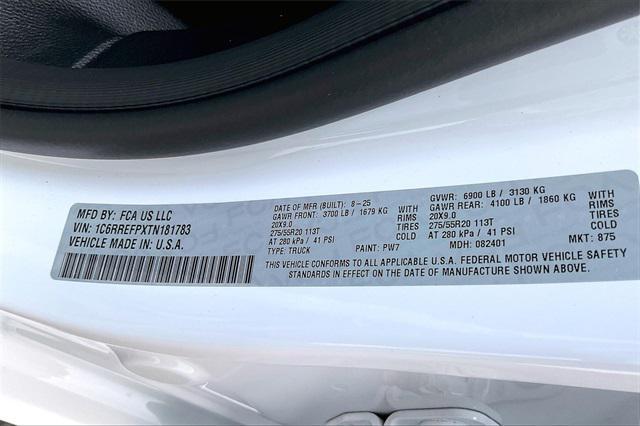 MFD BY: FCA US LLC
VIN: 1C6RREFPXTN181783
VEHICLE MADE IN U.S.A.
DATE OF MFR (BUILT): 8-25
GAWR FRONT: 3700 LB / 1679 KG WITH
20X9.0 RIMS
275/55R20 113T TIRES
AT 280 kPa / 41 PSI COLD
TYPE: TRUCK PAINT: PW7
GVWR: 6900 LB / 3130 KG
GAWR REAR: 4100 LB / 1860 KG WITH
20X9.0 RIMS
275/55R20 113T TIRES
AT 280 kPa / 41 PSI COLD
MDH: 082401 MKT: 875
THIS VEHICLE CONFORMS TO ALL APPLICABLE U.S.A. FEDERAL MOTOR VEHICLE SAFETY
STANDARDS IN EFFECT ON THE DATE OF MANUFACTURE SHOWN ABOVE.